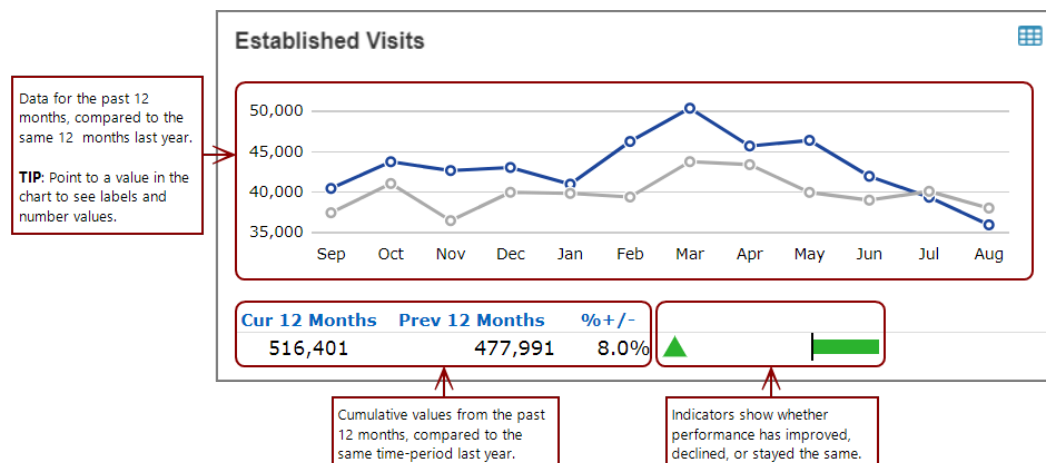 Established Visits
Data for the past 12
months, compared to the
same 12 months last year.
TIP: Point to a value in the
chart to see labels and
number values.
50,000
45,000
40,000
35,000
Sep Oct Nov Dec Jan Feb Mar Apr May Jun Jul Aug
Cur 12 Months Prev 12 Months %+/-
516,401 477,991 8.0%
Cumulative values from the past
12 months, compared to the
same time-period last year.
Indicators show whether
performance has improved,
declined, or stayed the same.